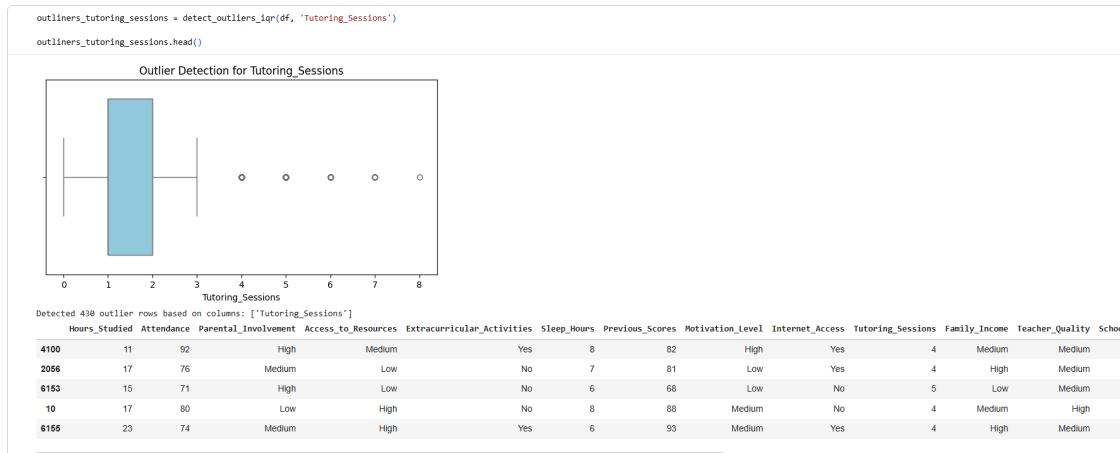 outliners_tutoring_sessions = detect_outliers_iqr(df, 'Tutoring_Sessions')
outliners_tutoring_sessions.head()
Outlier Detection for Tutoring_Sessions
0 1 2 3 4 5 6 7 8
Tutoring_Sessions
Detected 430 outlier rows based on columns: ['Tutoring_Sessions']
Hours_Studied Attendance Parental_Involvement Access_to_Resources Extracurricular_Activities Sleep_Hours Previous_Scores Motivation_Level Internet_Access Tutoring_Sessions Family_Income Teacher_Quality Schoo
4100 11 92 High Medium Yes 8 82 High Yes 4 Medium Medium
2056 17 76 Medium Low No 7 81 Low Yes 4 High Medium
6153 15 71 High Low No 6 68 Low No 5 Low Medium
10 17 80 Low High No 8 88 Medium No 4 Medium High
6155 23 74 Medium High Yes 6 93 Medium Yes 4 High Medium